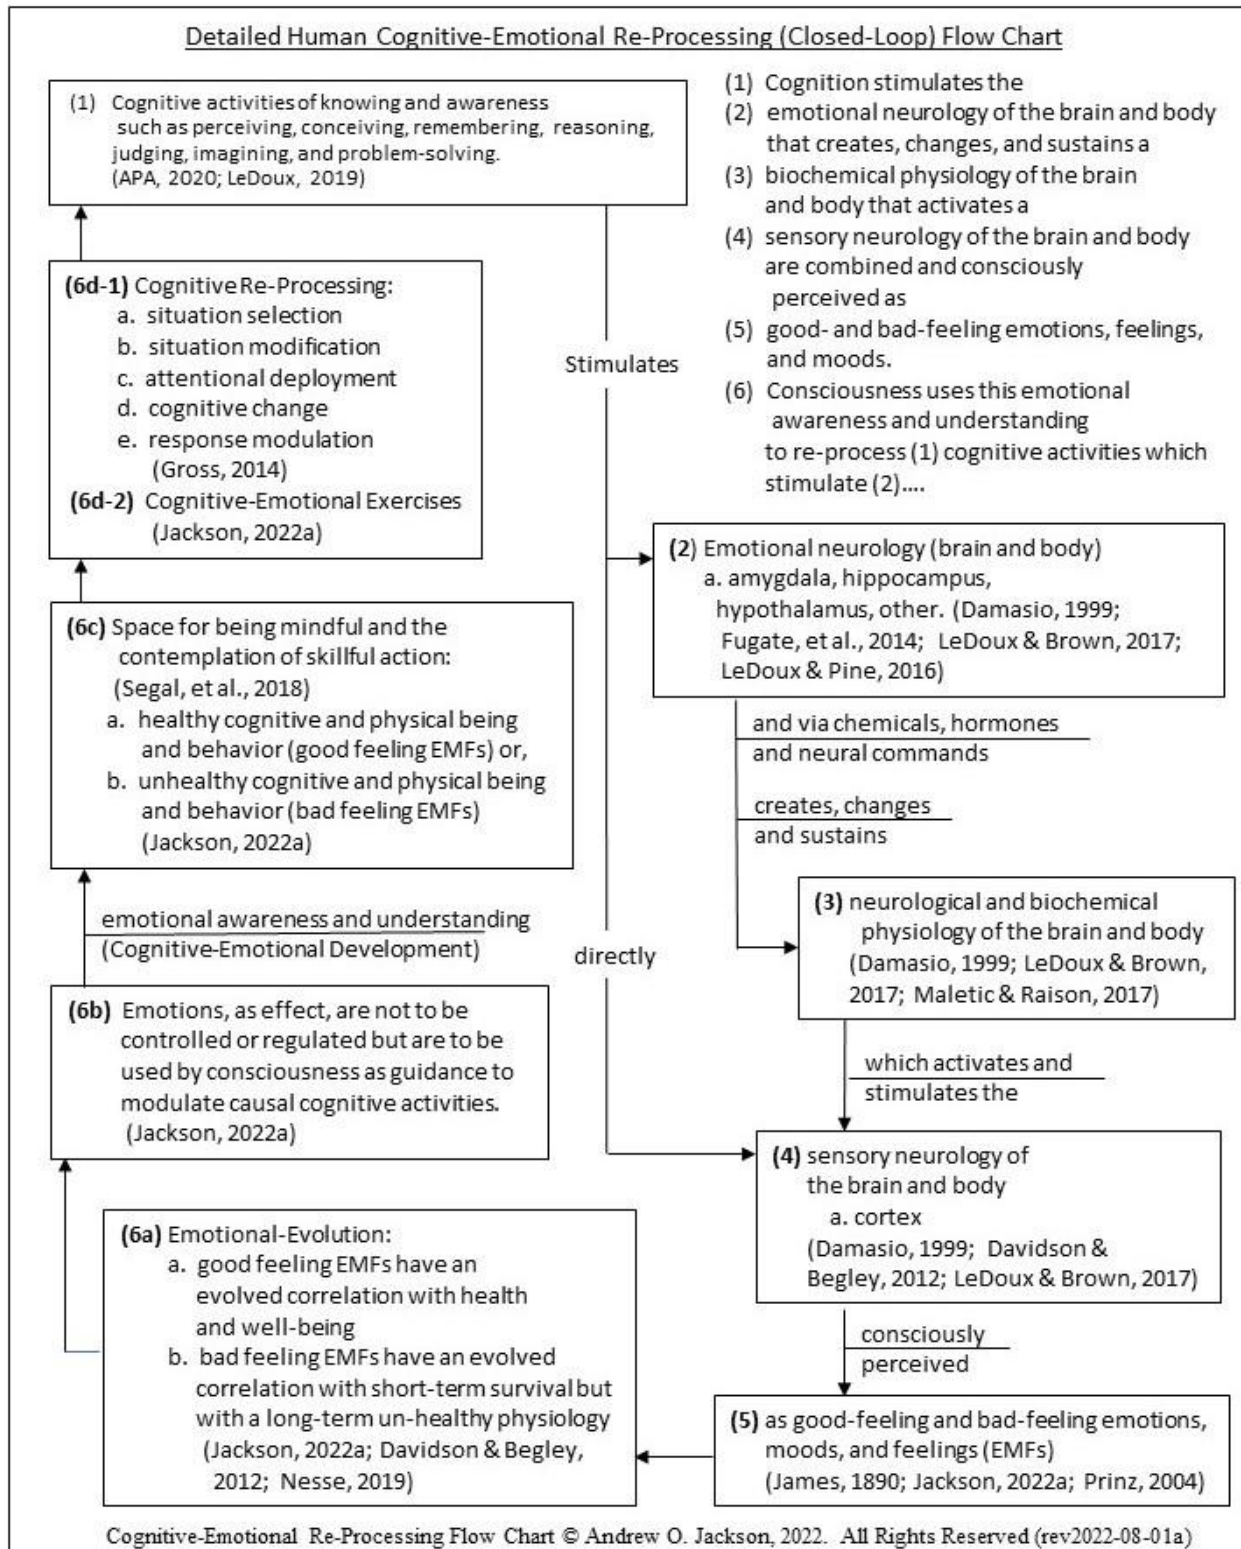 Detailed Human Cognitive-Emotional Re-Processing (Closed-Loop) Flow Chart
(1) Cognitive activities of knowing and awareness
such as perceiving, conceiving, remembering, reasoning,
judging, imagining, and problem-solving.
(APA, 2020; LeDoux, 2019)
(1) Cognition stimulates the
(2) emotional neurology of the brain and body
that creates, changes, and sustains a
(3) biochemical physiology of the brain
and body that activates a
(4) sensory neurology of the brain and body
are combined and consciously
perceived as
(5) good- and bad-feeling emotions, feelings,
and moods.
(6) Consciousness uses this emotional
awareness and understanding
to re-process (1) cognitive activities which
stimulate (2)....
(6d-1) Cognitive Re-Processing:
a. situation selection
b. situation modification
c. attentional deployment
d. cognitive change
e. response modulation
(Gross, 2014)
(6d-2) Cognitive-Emotional Exercises
(Jackson, 2022a)
Stimulates
(2) Emotional neurology (brain and body)
a. amygdala, hippocampus,
hypothalamus, other. (Damasio, 1999;
Fugate, et al., 2014; LeDoux & Brown, 2017;
LeDoux & Pine, 2016)
(6c) Space for being mindful and the
contemplation of skillful action:
(Segal, et al., 2018)
a. healthy cognitive and physical being
and behavior (good feeling EMFs) or,
b. unhealthy cognitive and physical being
and behavior (bad feeling EMFs)
(Jackson, 2022a)
and via chemicals, hormones
and neural commands
creates, changes
and sustains
(3) neurological and biochemical
physiology of the brain and body
(Damasio, 1999; LeDoux & Brown,
2017; Maletic & Raison, 2017)
emotional awareness and understanding
(Cognitive-Emotional Development)
directly
(6b) Emotions, as effect, are not to be
controlled or regulated but are to be
used by consciousness as guidance to
modulate causal cognitive activities.
(Jackson, 2022a)
which activates and
stimulates the
(4) sensory neurology of
the brain and body
a. cortex
(Damasio, 1999; Davidson &
Begley, 2012; LeDoux & Brown, 2017)
(6a) Emotional-Evolution:
a. good feeling EMFs have an
evolved correlation with health
and well-being
b. bad feeling EMFs have an evolved
correlation with short-term survival but
with a long-term un-healthy physiology
(Jackson, 2022a; Davidson & Begley,
2012; Nesse, 2019)
consciously
perceived
(5) as good-feeling and bad-feeling emotions,
moods, and feelings (EMFs)
(James, 1890; Jackson, 2022a; Prinz, 2004)
Cognitive-Emotional Re-Processing Flow Chart © Andrew O. Jackson, 2022. All Rights Reserved (rev2022-08-01a)